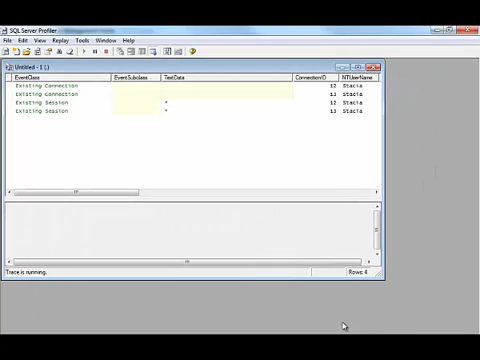 SQL Server Profiler
File Edit View Replay Tools Window Help
Untitled - 1 (.)
EventClass EventSubclass TextData ConnectionID NTUserName
Existing Connection 12 Stacia
Existing Connection 13 Stacia
Existing Session * 12 Stacia
Existing Session * 13 Stacia
Trace is running.
Rows: 4